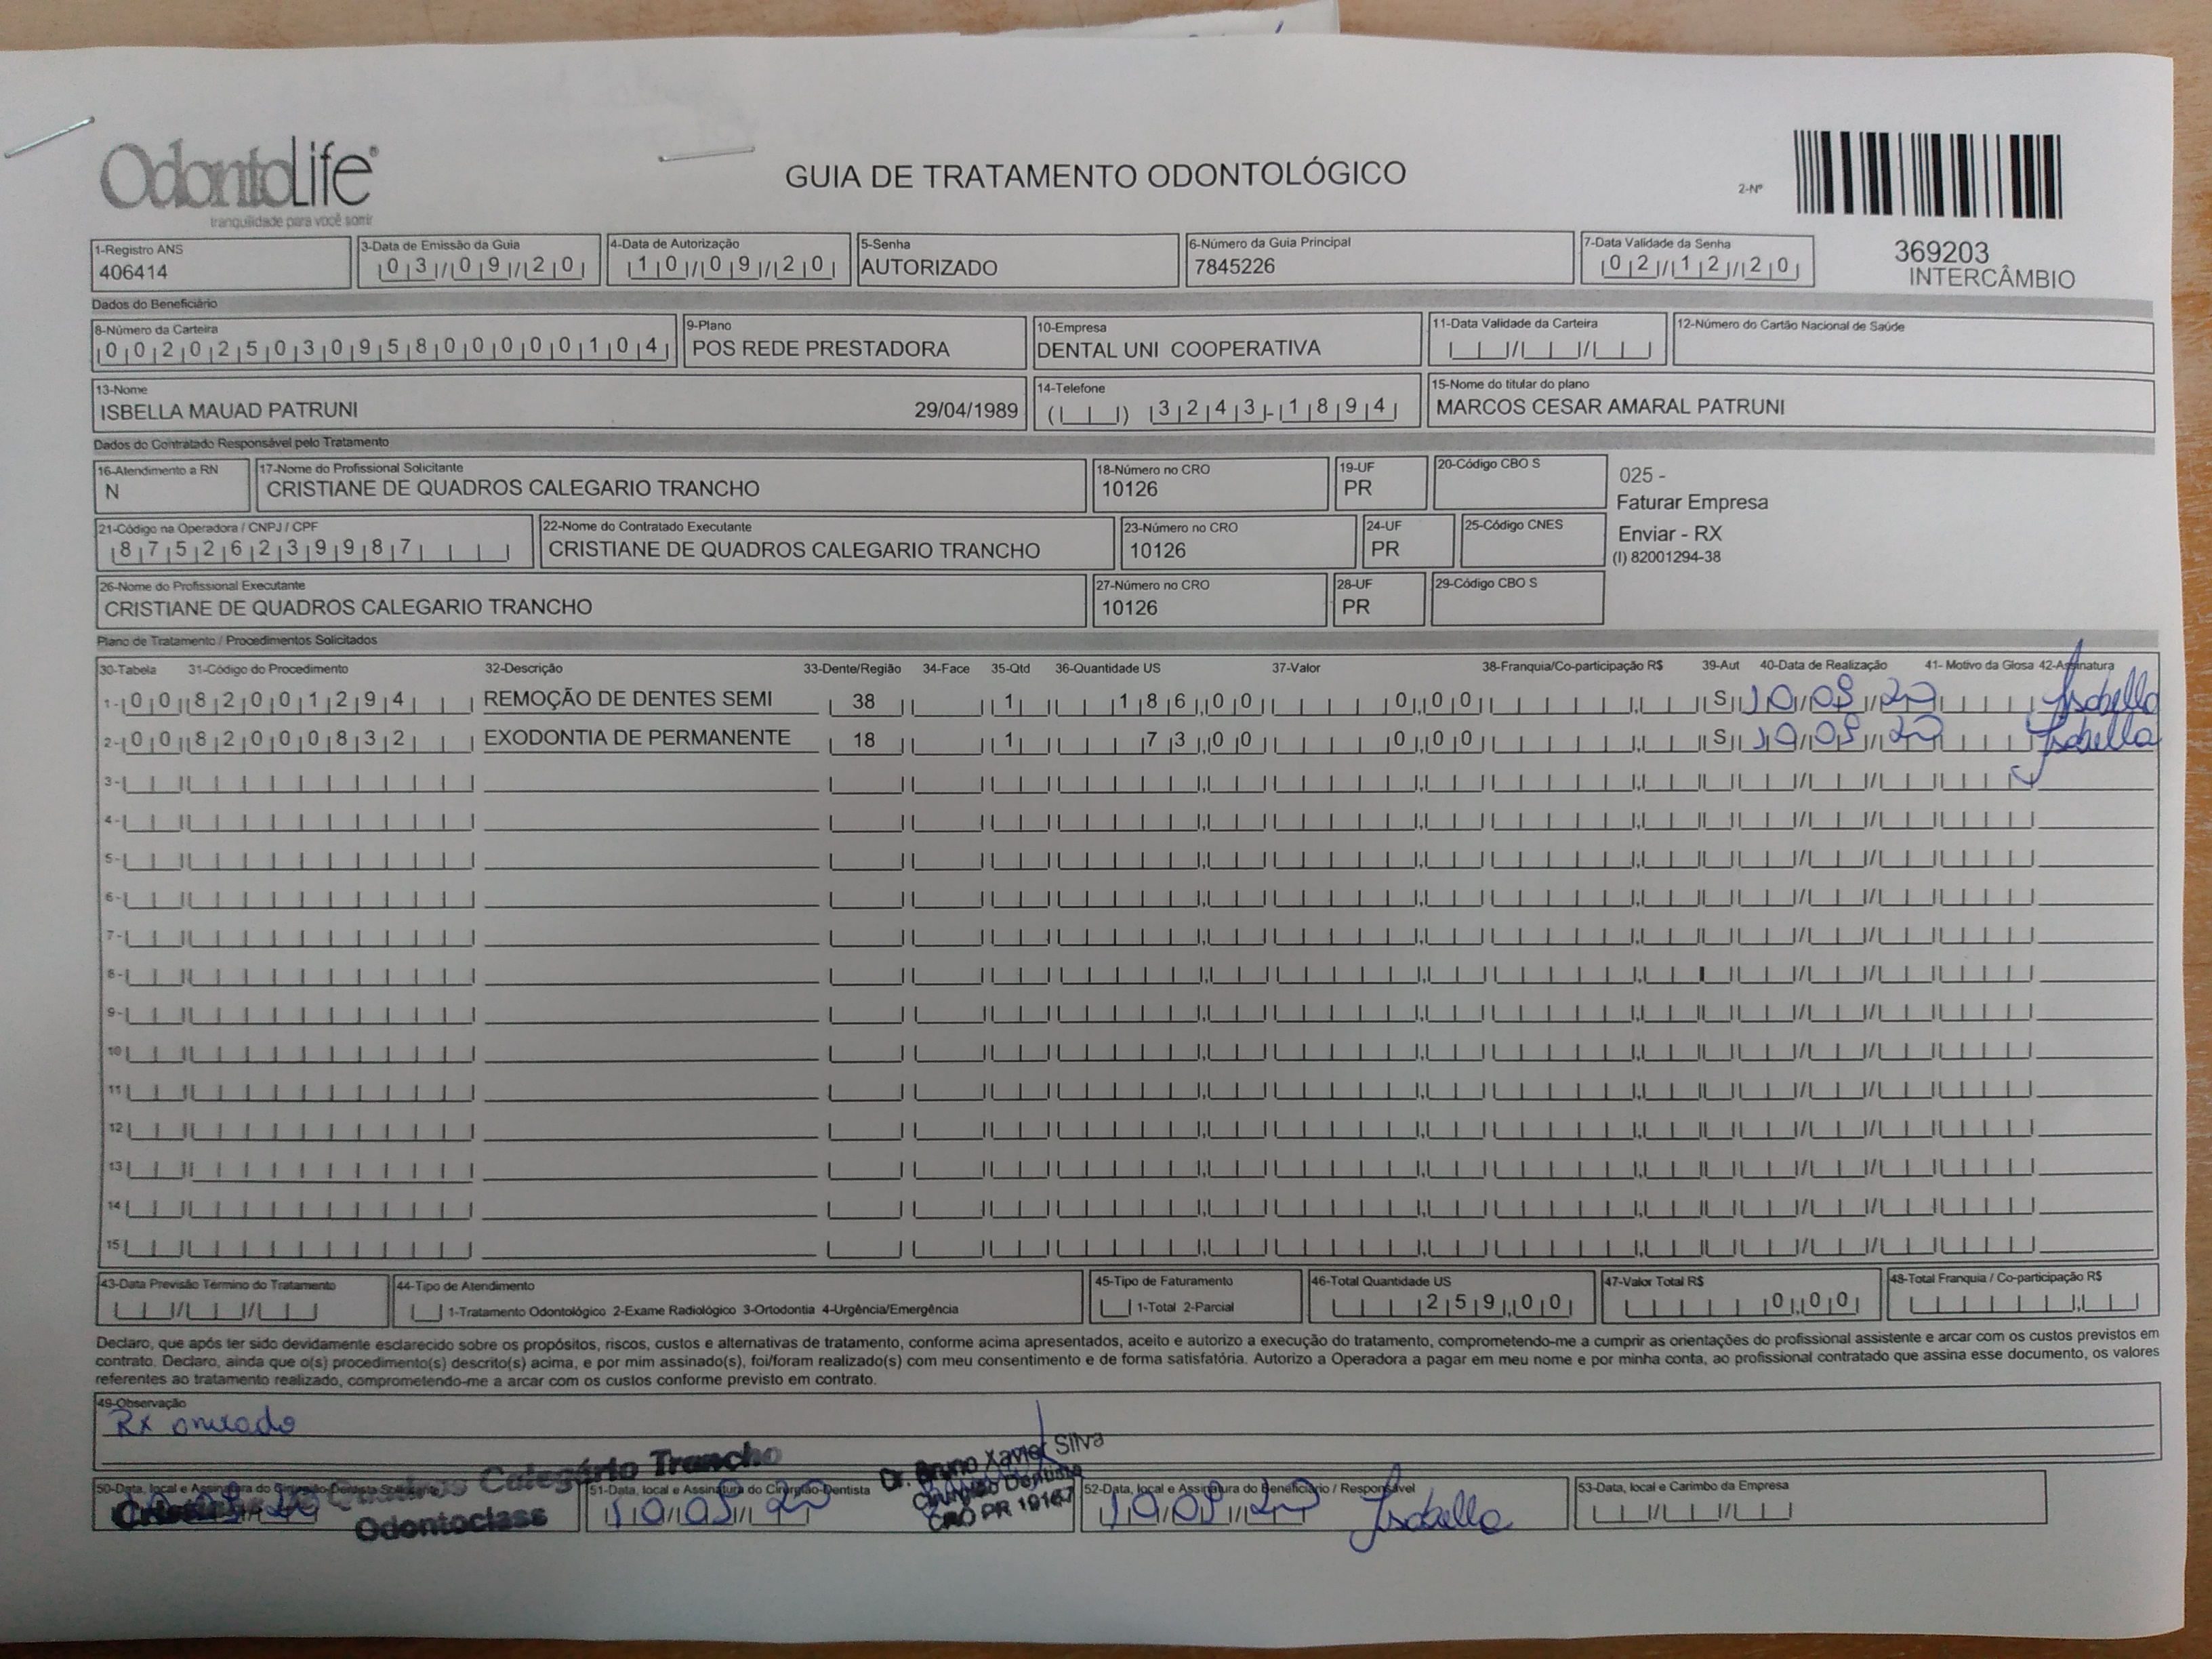 OdontoLife®
tranquilidade para você sorrir
GUIA DE TRATAMENTO ODONTOLÓGICO
2-Nº
369203
INTERCÂMBIO
1-Registro ANS
406414
3-Data de Emissão da Guia
03/09/20
4-Data de Autorização
10/09/20
5-Senha
AUTORIZADO
6-Número da Guia Principal
7845226
7-Data Validade da Senha
02/12/20
Dados do Beneficiário
8-Número da Carteira
00202503095800000104
9-Plano
POS REDE PRESTADORA
10-Empresa
DENTAL UNI COOPERATIVA
11-Data Validade da Carteira
12-Número do Cartão Nacional de Saúde
13-Nome
ISBELLA MAUAD PATRUNI 29/04/1989
14-Telefone
( ) 3243-1894
15-Nome do titular do plano
MARCOS CESAR AMARAL PATRUNI
Dados do Contratado Responsável pelo Tratamento
16-Atendimento a RN
N
17-Nome do Profissional Solicitante
CRISTIANE DE QUADROS CALEGARIO TRANCHO
18-Número no CRO
10126
19-UF
PR
20-Código CBO S
025 -
Faturar Empresa
Enviar - RX
(I) 82001294-38
21-Código na Operadora / CNPJ / CPF
87526239987
22-Nome do Contratado Executante
CRISTIANE DE QUADROS CALEGARIO TRANCHO
23-Número no CRO
10126
24-UF
PR
25-Código CNES
26-Nome do Profissional Executante
CRISTIANE DE QUADROS CALEGARIO TRANCHO
27-Número no CRO
10126
28-UF
PR
29-Código CBO S
Plano de Tratamento / Procedimentos Solicitados
30-Tabela 31-Código do Procedimento 32-Descrição 33-Dente/Região 34-Face 35-Qtd 36-Quantidade US 37-Valor 38-Franquia/Co-participação R$ 39-Aut 40-Data de Realização 41- Motivo da Glosa 42-Assinatura
1- 00 82001294 REMOÇÃO DE DENTES SEMI 38 1 186,00 0,00 S 10/09/20 Isabella
2- 00 82000832 EXODONTIA DE PERMANENTE 18 1 73,00 0,00 S 10/09/20 Isabella
3-
4-
5-
6-
7-
8-
9-
10
11
12
13
14
15
43-Data Previsão Término do Tratamento
44-Tipo de Atendimento
1-Tratamento Odontológico 2-Exame Radiológico 3-Ortodontia 4-Urgência/Emergência
45-Tipo de Faturamento
1-Total 2-Parcial
46-Total Quantidade US
259,00
47-Valor Total R$
0,00
48-Total Franquia / Co-participação R$
Declaro, que após ter sido devidamente esclarecido sobre os propósitos, riscos, custos e alternativas de tratamento, conforme acima apresentados, aceito e autorizo a execução do tratamento, comprometendo-me a cumprir as orientações do profissional assistente e arcar com os custos previstos em
contrato. Declaro, ainda que o(s) procedimento(s) descrito(s) acima, e por mim assinado(s), foi/foram realizado(s) com meu consentimento e de forma satisfatória. Autorizo a Operadora a pagar em meu nome e por minha conta, ao profissional contratado que assina esse documento, os valores
referentes ao tratamento realizado, comprometendo-me a arcar com os custos conforme previsto em contrato.
49-Observação
Rx
50-Data, local e Assinatura do Cirurgião-Dentista Solicitante
Quadros Calegário Trancho
Odontoclass
51-Data, local e Assinatura do Cirurgião-Dentista
10/09/20
Dr. Bruno Xavier Silva
Cirurgião Dentista
CRO PR 19167
52-Data, local e Assinatura do Beneficiário / Responsável
10/09/20 Isabella
53-Data, local e Carimbo da Empresa